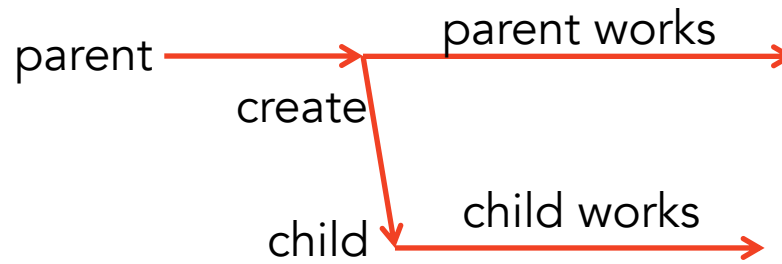 parent works
parent
create
child works
child